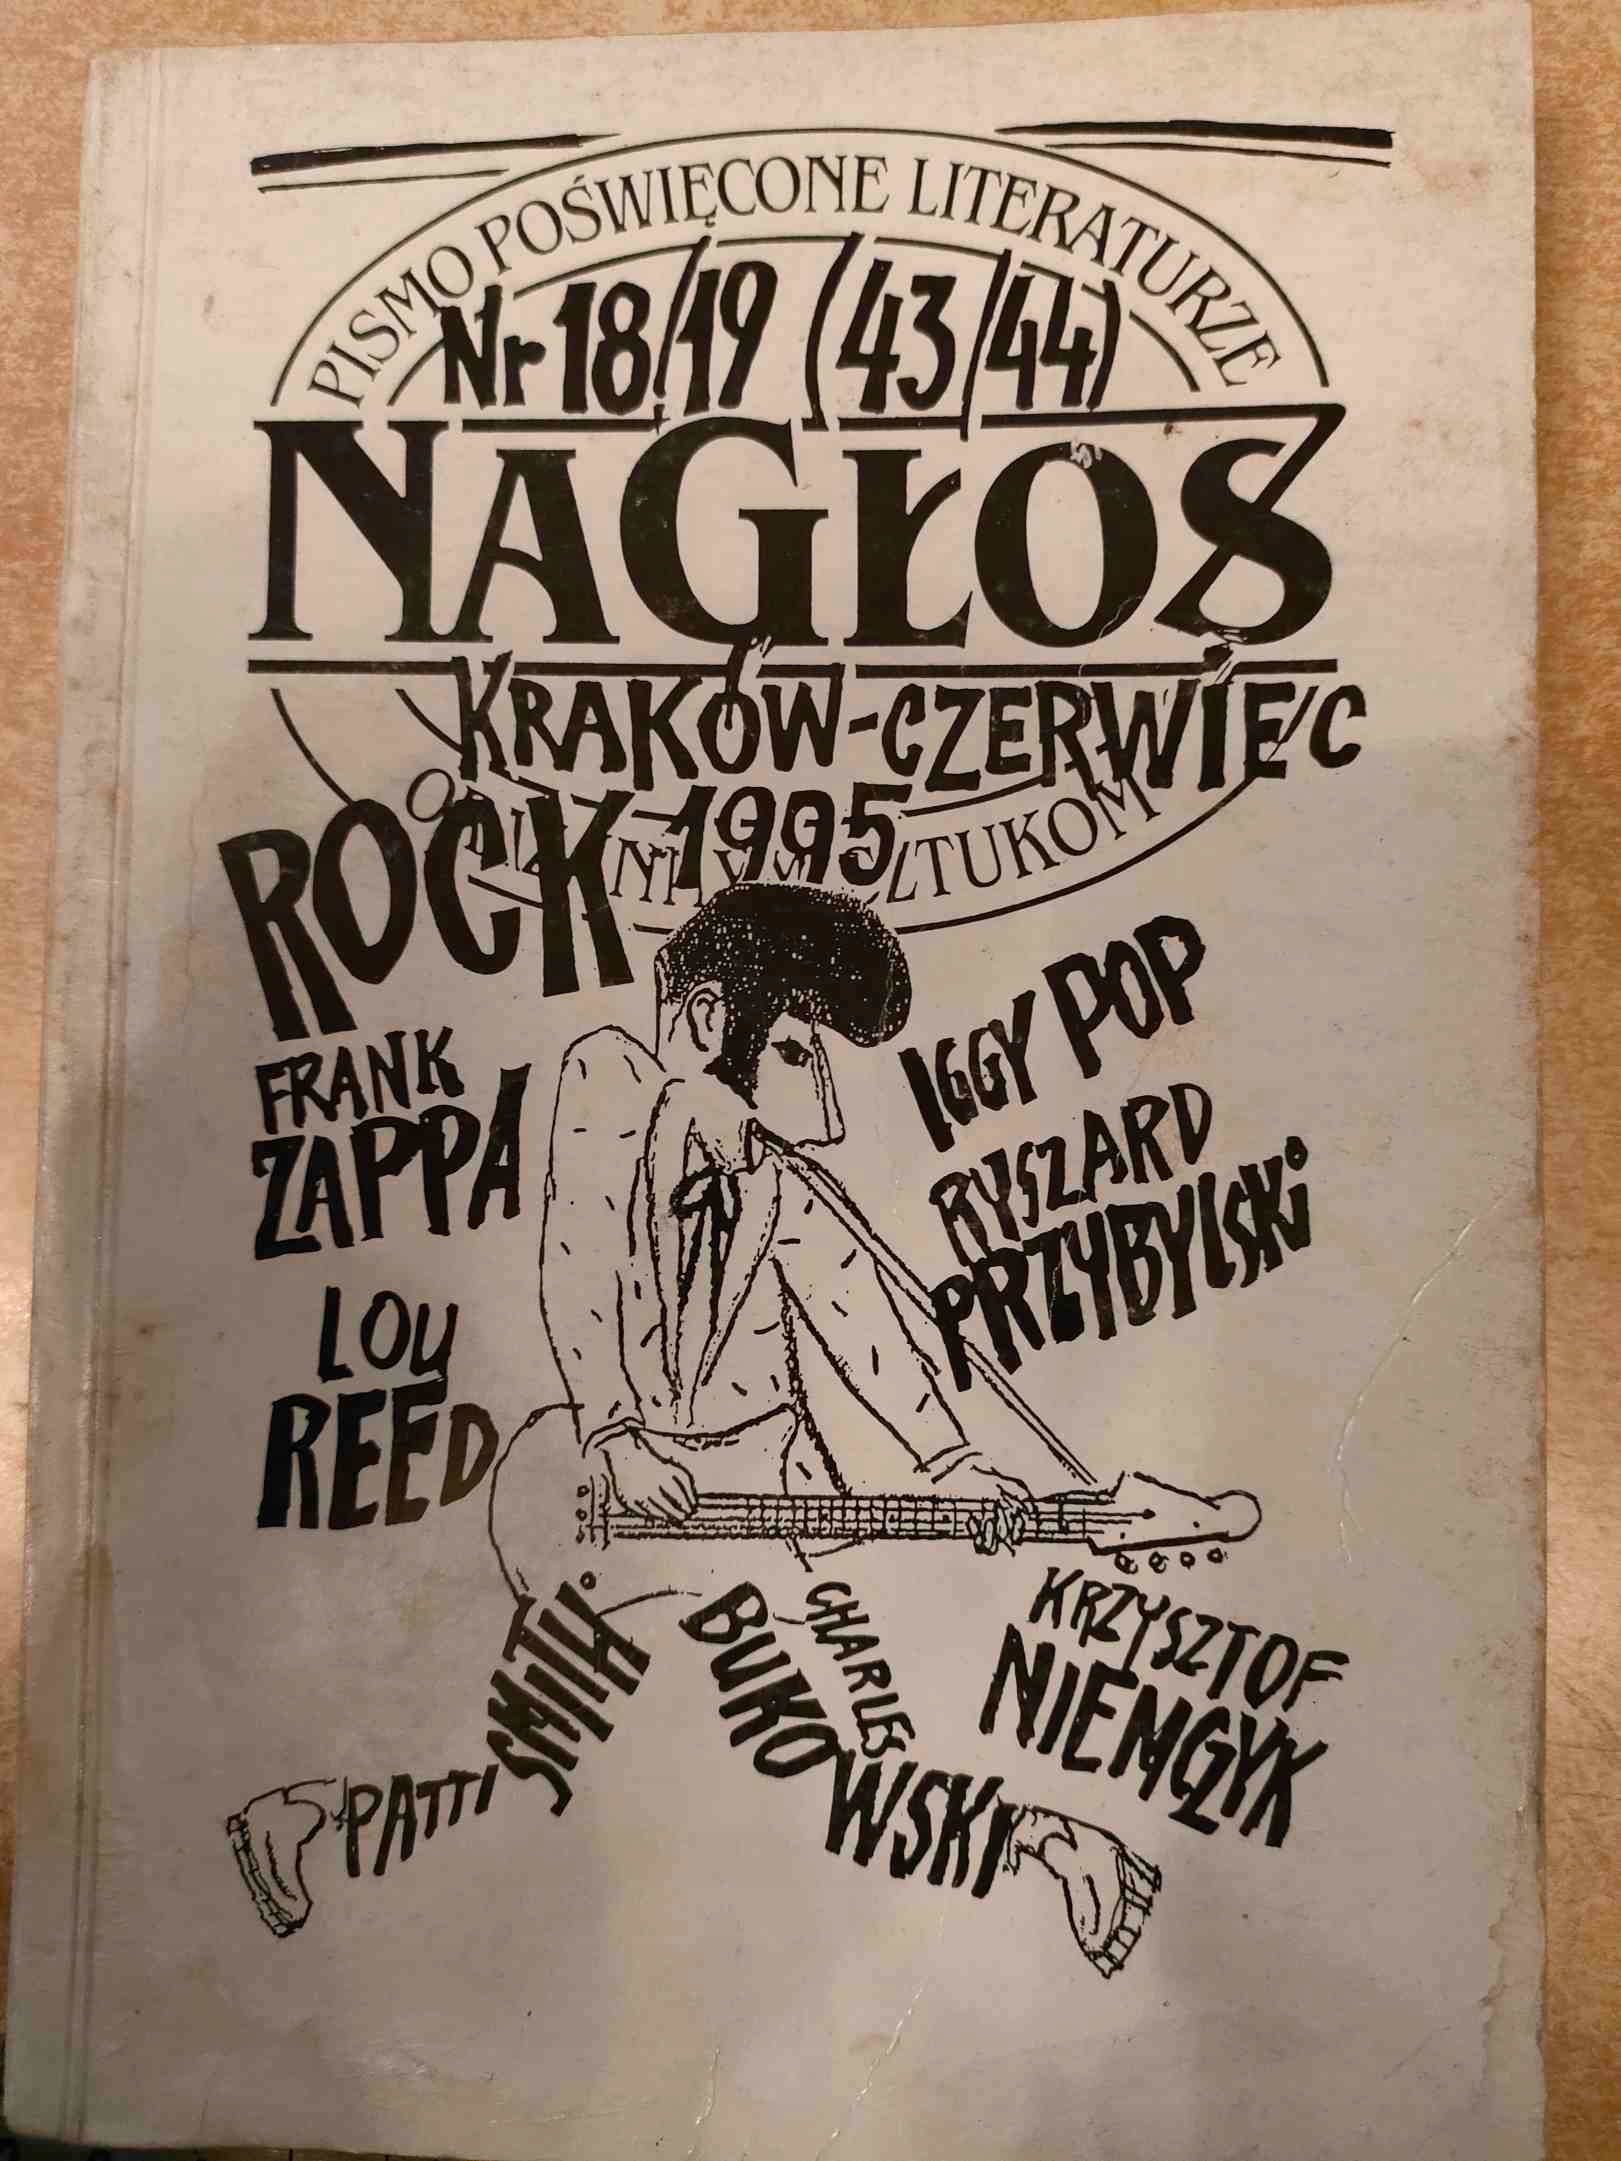 PISMO POŚWIĘCONE LITERATURZE
Nr 18/19 (43/44)
NAGŁOS
KRAKÓW-CZERWIEC
1995
SZTUKOM
ROCK
FRANK
ZAPPA
LOU
REED
IGGY POP
RYSZARD
PRZYBYLSKI
PATTI SMITH
CHARLES
BUKOWSKI
KRZYSZTOF
NIEMCZYK